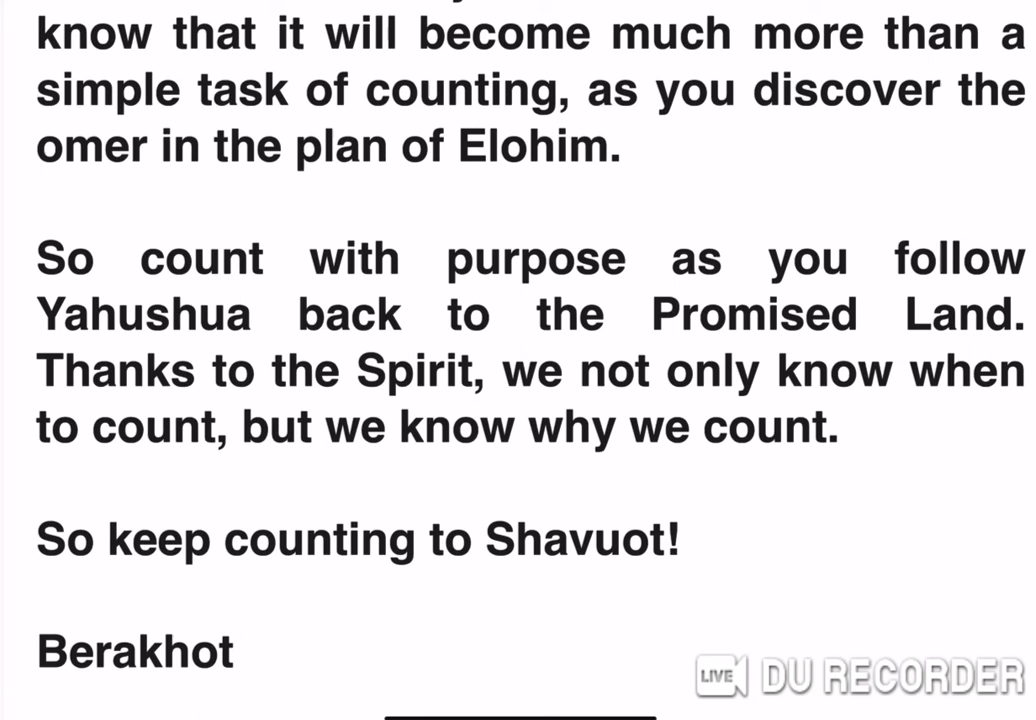 know that it will become much more than a
simple task of counting, as you discover the
omer in the plan of Elohim.
So count with purpose as you follow
Yahushua back to the Promised Land.
Thanks to the Spirit, we not only know when
to count, but we know why we count.
So keep counting to Shavuot!
Berakhot
LIVE DU RECORDER